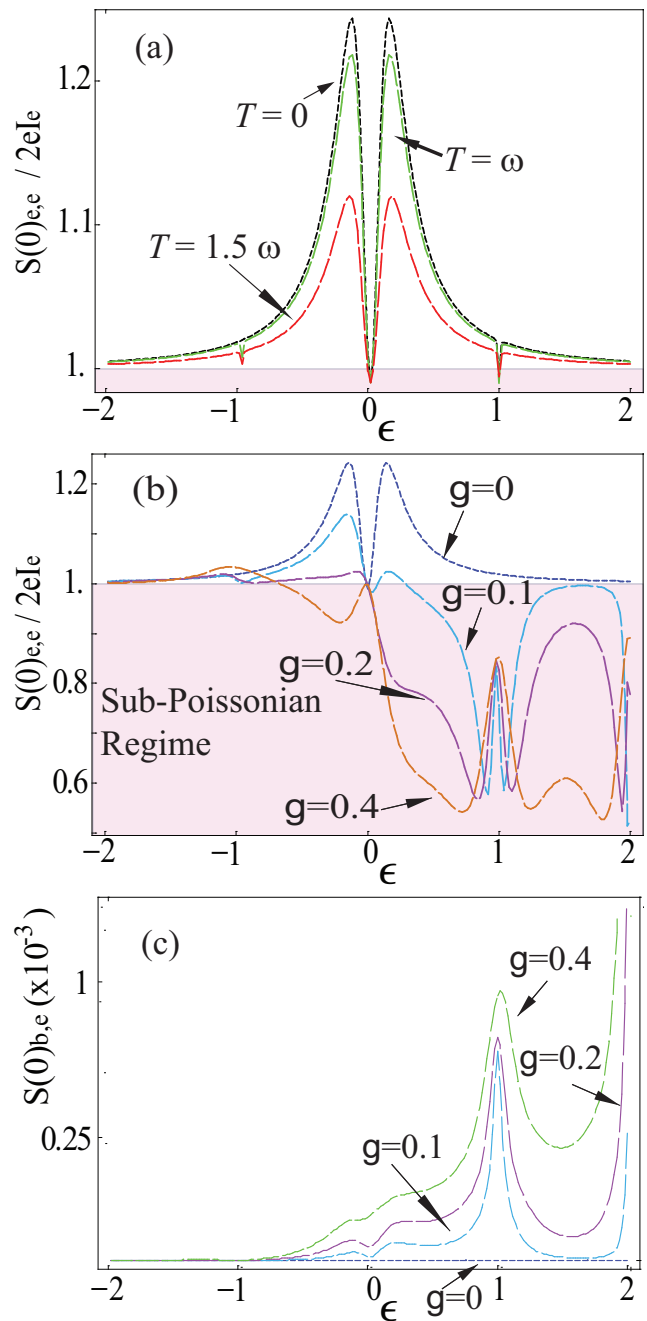 (a)
S(0)e,e / 2eIe
1.2
1.1
1.
T = 0
T = ω
T = 1.5 ω
−2
−1
0
1
2
ϵ
(b)
S(0)e,e / 2eIe
1.2
1.0
0.8
0.6
g=0
g=0.1
g=0.2
g=0.4
Sub-Poissonian
Regime
−2
−1
0
1
2
ϵ
(c)
S(0)b,e (x10⁻³)
1
0.25
g=0.4
g=0.2
g=0.1
g=0
−2
−1
0
1
2
ϵ